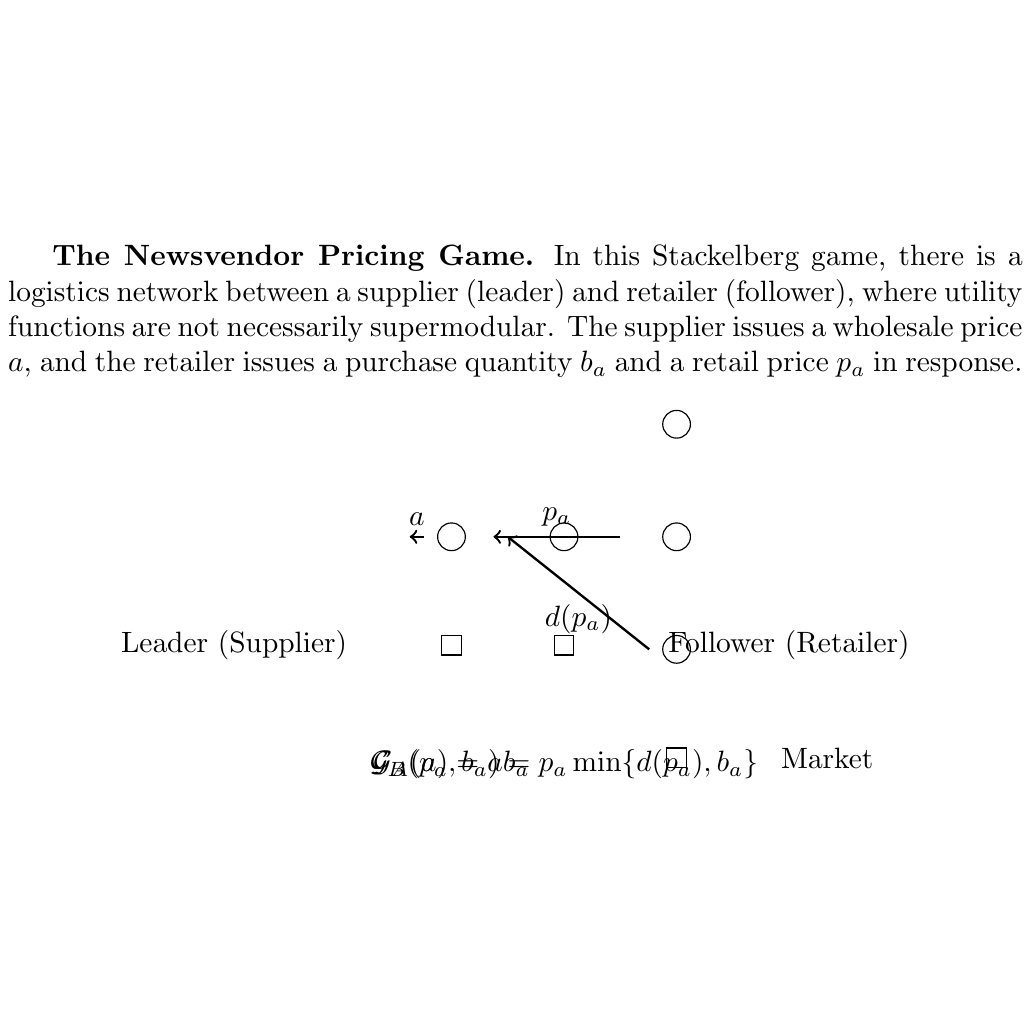 The Newsvendor Pricing Game. In this Stackelberg game, there is a
logistics network between a supplier (leader) and retailer (follower), where utility
functions are not necessarily supermodular. The supplier issues a wholesale price
a, and the retailer issues a purchase quantity b_a and a retail price p_a in response.
a
p_a
d(p_a)
Leader (Supplier)
Follower (Retailer)
p_a min{d(p_a), b_a}
Market